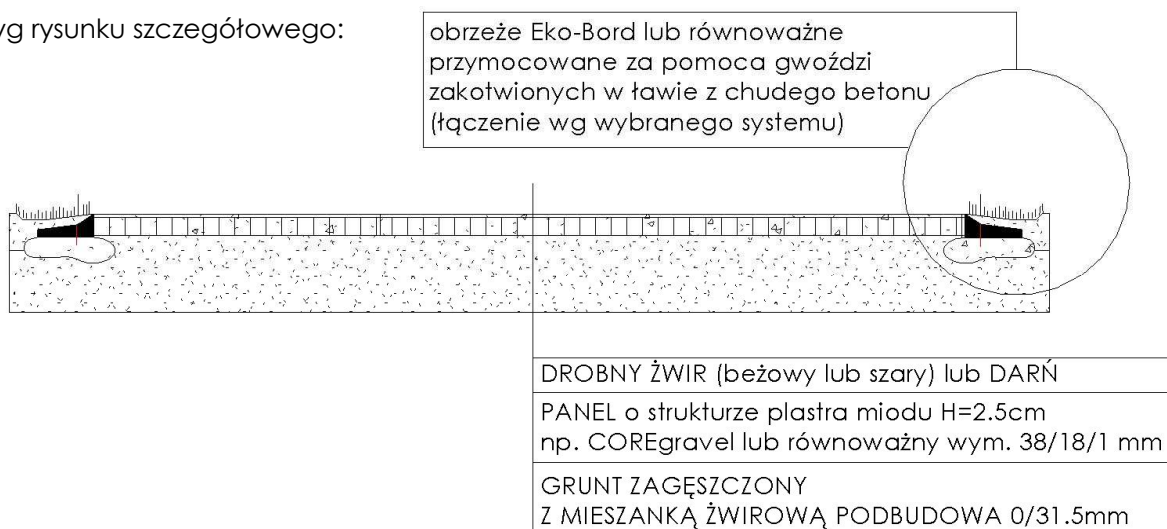 wg rysunku szczegółowego:
obrzeże Eko-Bord lub równoważne
przymocowane za pomoca gwoździ
zakotwionych w ławie z chudego betonu
(łączenie wg wybranego systemu)
DROBNY ŻWIR (beżowy lub szary) lub DARŃ
PANEL o strukturze plastra miodu H=2.5cm
np. COREgravel lub równoważny wym. 38/18/1 mm
GRUNT ZAGĘSZCZONY
Z MIESZANKĄ ŻWIROWĄ PODBUDOWA 0/31.5mm